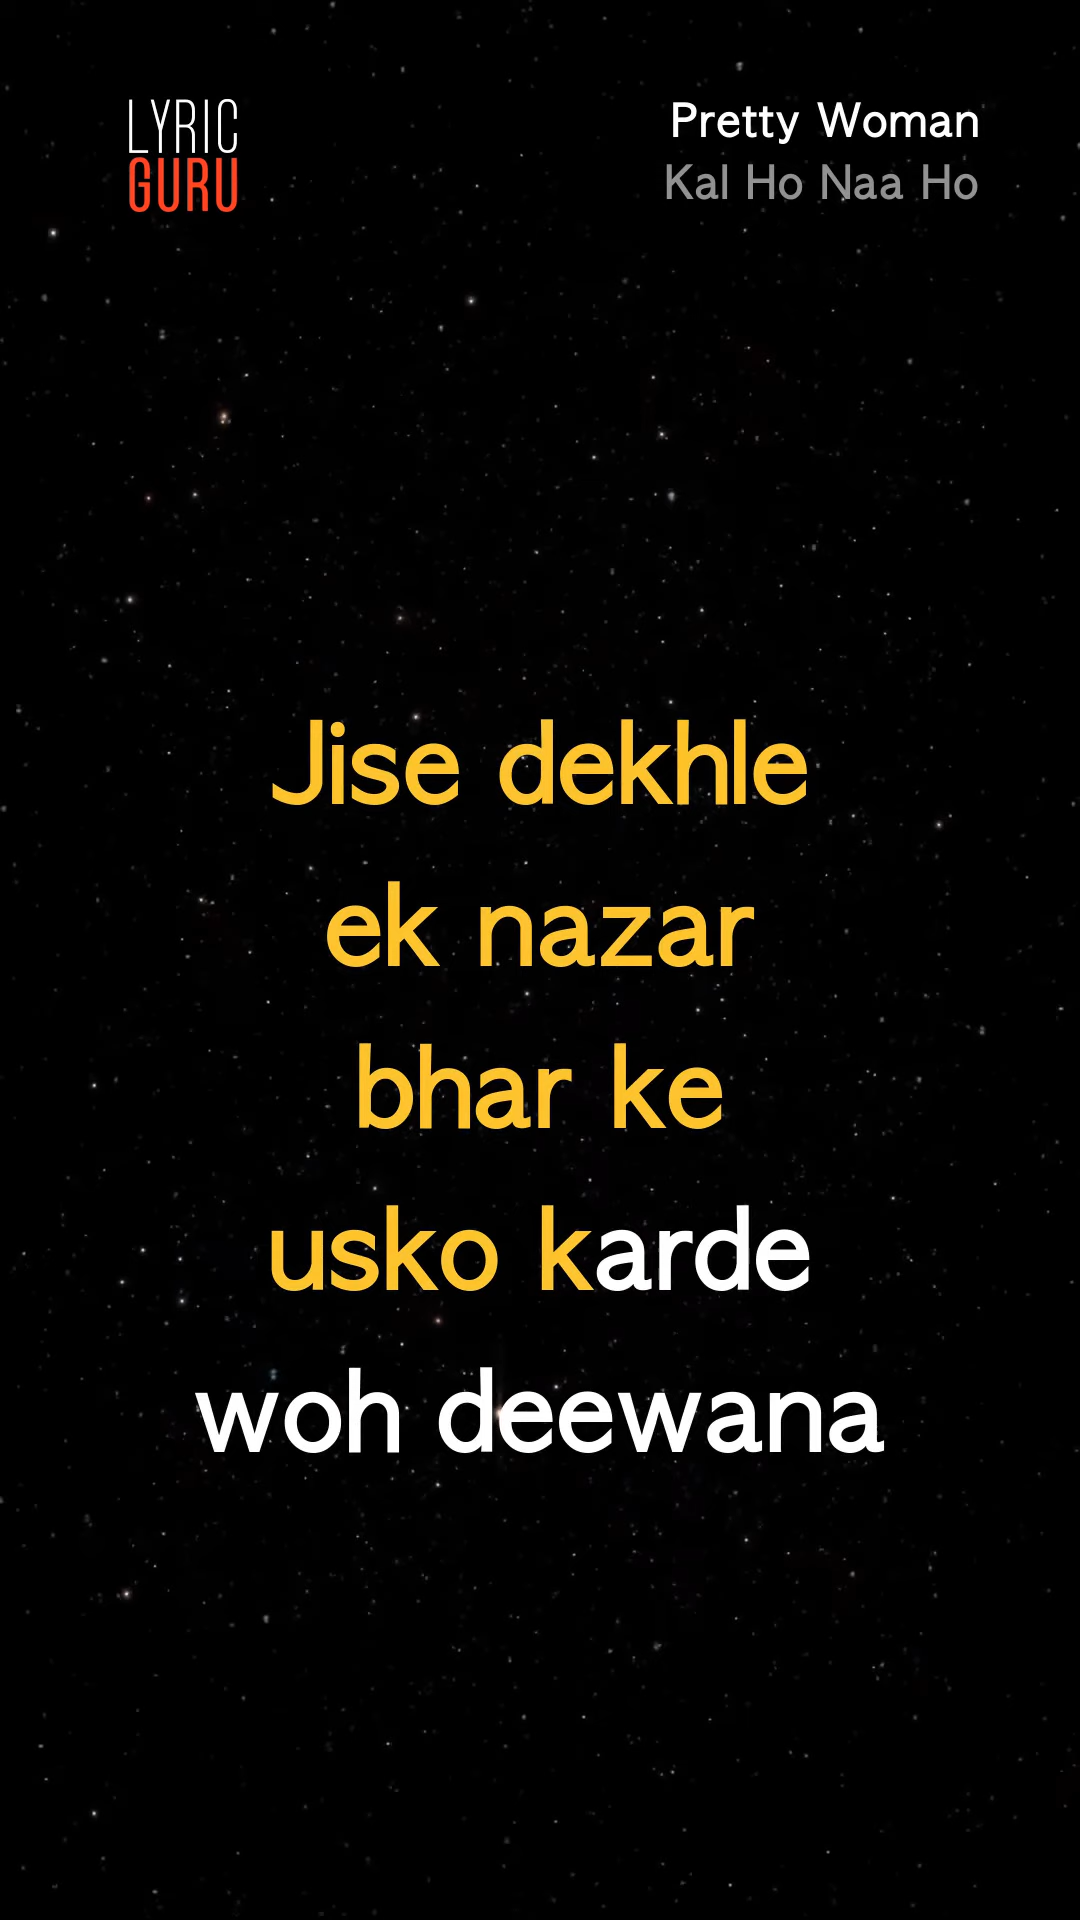 LYRIC
GURU
Pretty Woman
Kal Ho Naa Ho
Jise dekhle
ek nazar
bhar ke
usko karde
woh deewana